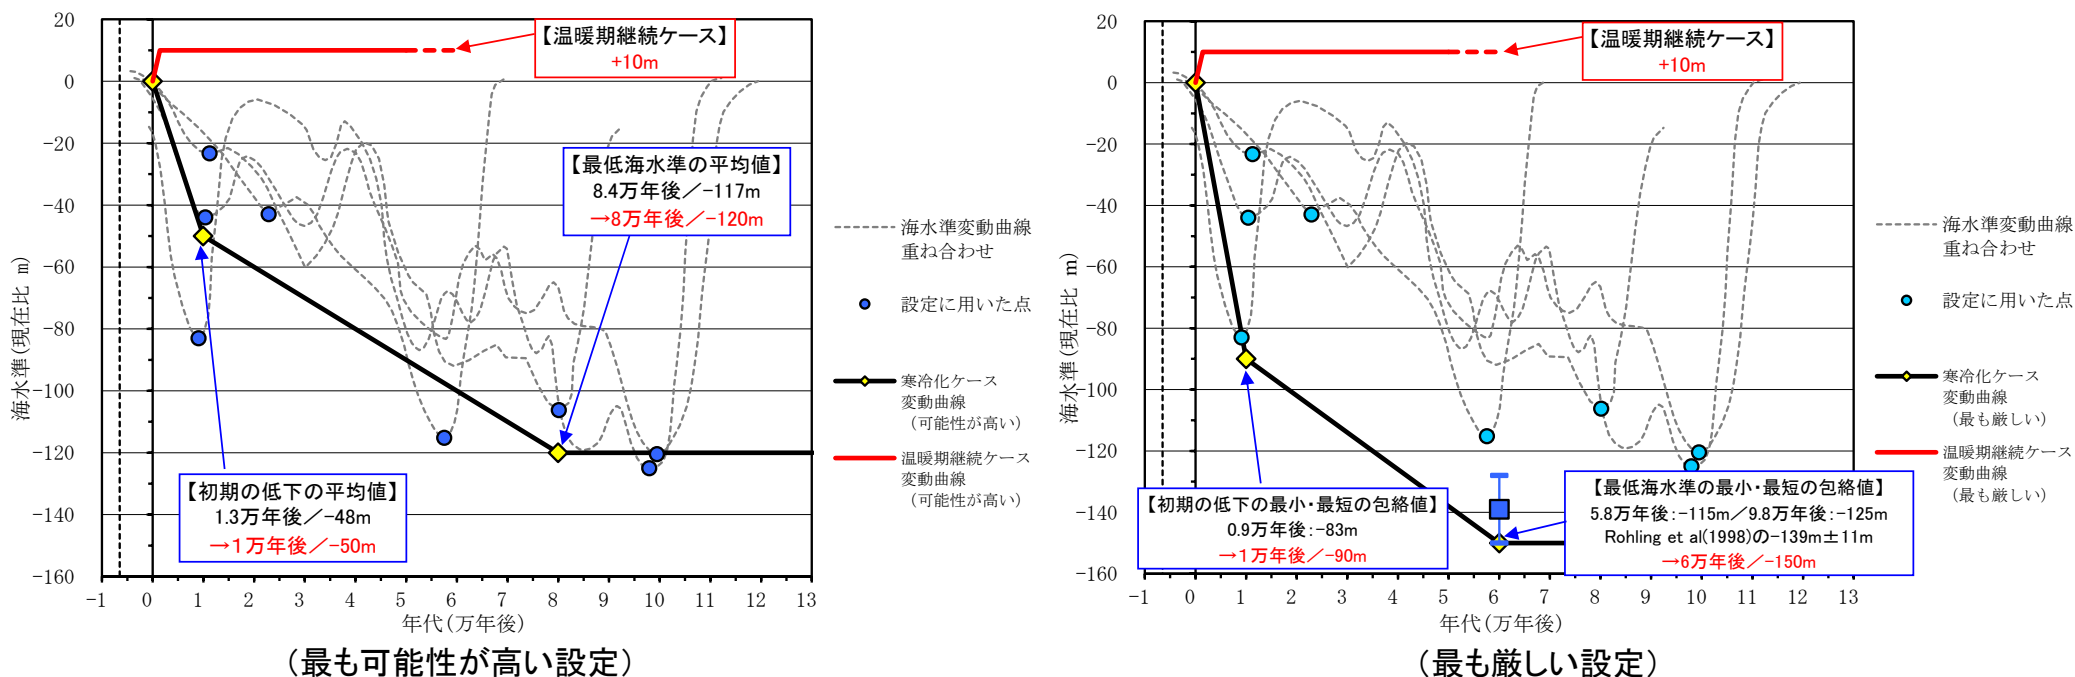 20
0
-20
-40
-60
-80
-100
-120
-140
-160
海水準(現在比 m)
-1
0
1
2
3
4
5
6
7
8
9
10
11
12
13
年代(万年後)
【温暖期継続ケース】
+10m
【最低海水準の平均値】
8.4万年後／-117m
→8万年後／-120m
【初期の低下の平均値】
1.3万年後／-48m
→1万年後／-50m
海水準変動曲線
重ね合わせ
設定に用いた点
寒冷化ケース
変動曲線
（可能性が高い）
温暖期継続ケース
変動曲線
（可能性が高い）
（最も可能性が高い設定）
20
0
-20
-40
-60
-80
-100
-120
-140
-160
海水準(現在比 m)
-1
0
1
2
3
4
5
6
7
8
9
10
11
12
13
年代(万年後)
【温暖期継続ケース】
+10m
【初期の低下の最小・最短の包絡値】
0.9万年後：-83m
→1万年後／-90m
【最低海水準の最小・最短の包絡値】
5.8万年後：-115m／9.8万年後：-125m
Rohling et al(1998)の-139m±11m
→6万年後／-150m
海水準変動曲線
重ね合わせ
設定に用いた点
寒冷化ケース
変動曲線
（最も厳しい）
温暖期継続ケース
変動曲線
（最も厳しい）
（最も厳しい設定）